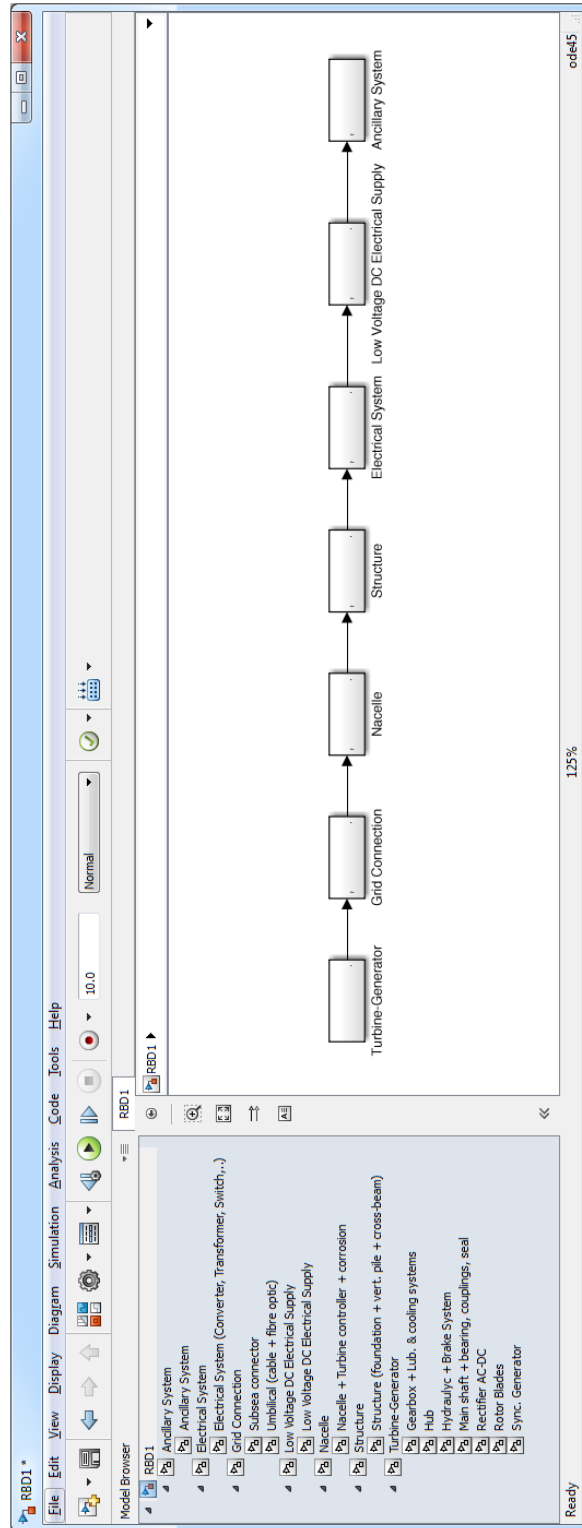 RBD1 *
File Edit View Display Diagram Simulation Analysis Code Tools Help
10.0
Normal
Model Browser
RBD1
RBD1
Ancillary System
Ancillary System
Electrical System
Electrical System (Converter, Transformer, Switch,..)
Grid Connection
Subsea connector
Umbilical (cable + fibre optic)
Low Voltage DC Electrical Supply
Low Voltage DC Electrical Supply
Nacelle
Nacelle + Turbine controller + corrosion
Structure
Structure (foundation + vert. pile + cross-beam)
Turbine-Generator
Gearbox + Lub. & cooling systems
Hub
Hydraulyc + Brake System
Main shaft + bearing, couplings, seal
Rectifier AC-DC
Rotor Blades
Sync. Generator
RBD1
Turbine-Generator
Grid Connection
Nacelle
Structure
Electrical System
Low Voltage DC Electrical Supply
Ancillary System
Ready
125%
ode45